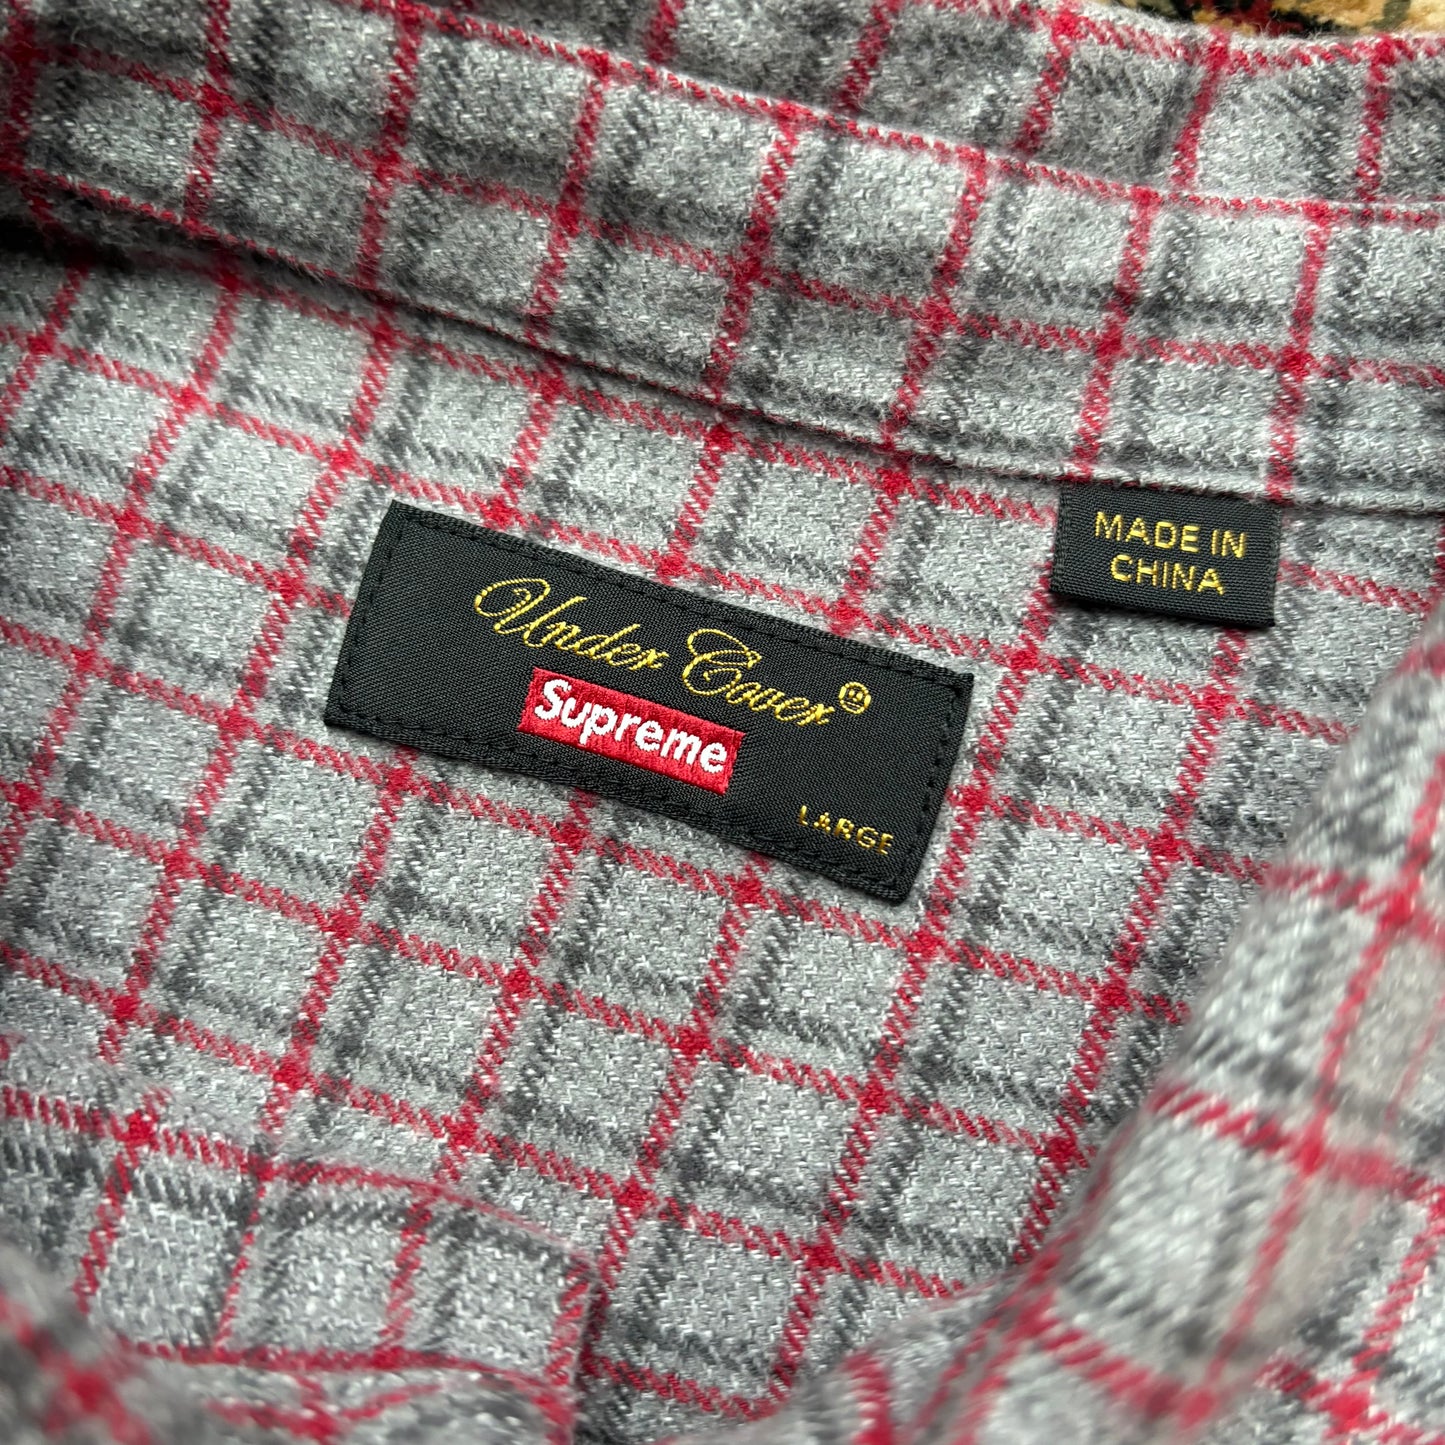 Under Cover
Supreme
LARGE
MADE IN
CHINA